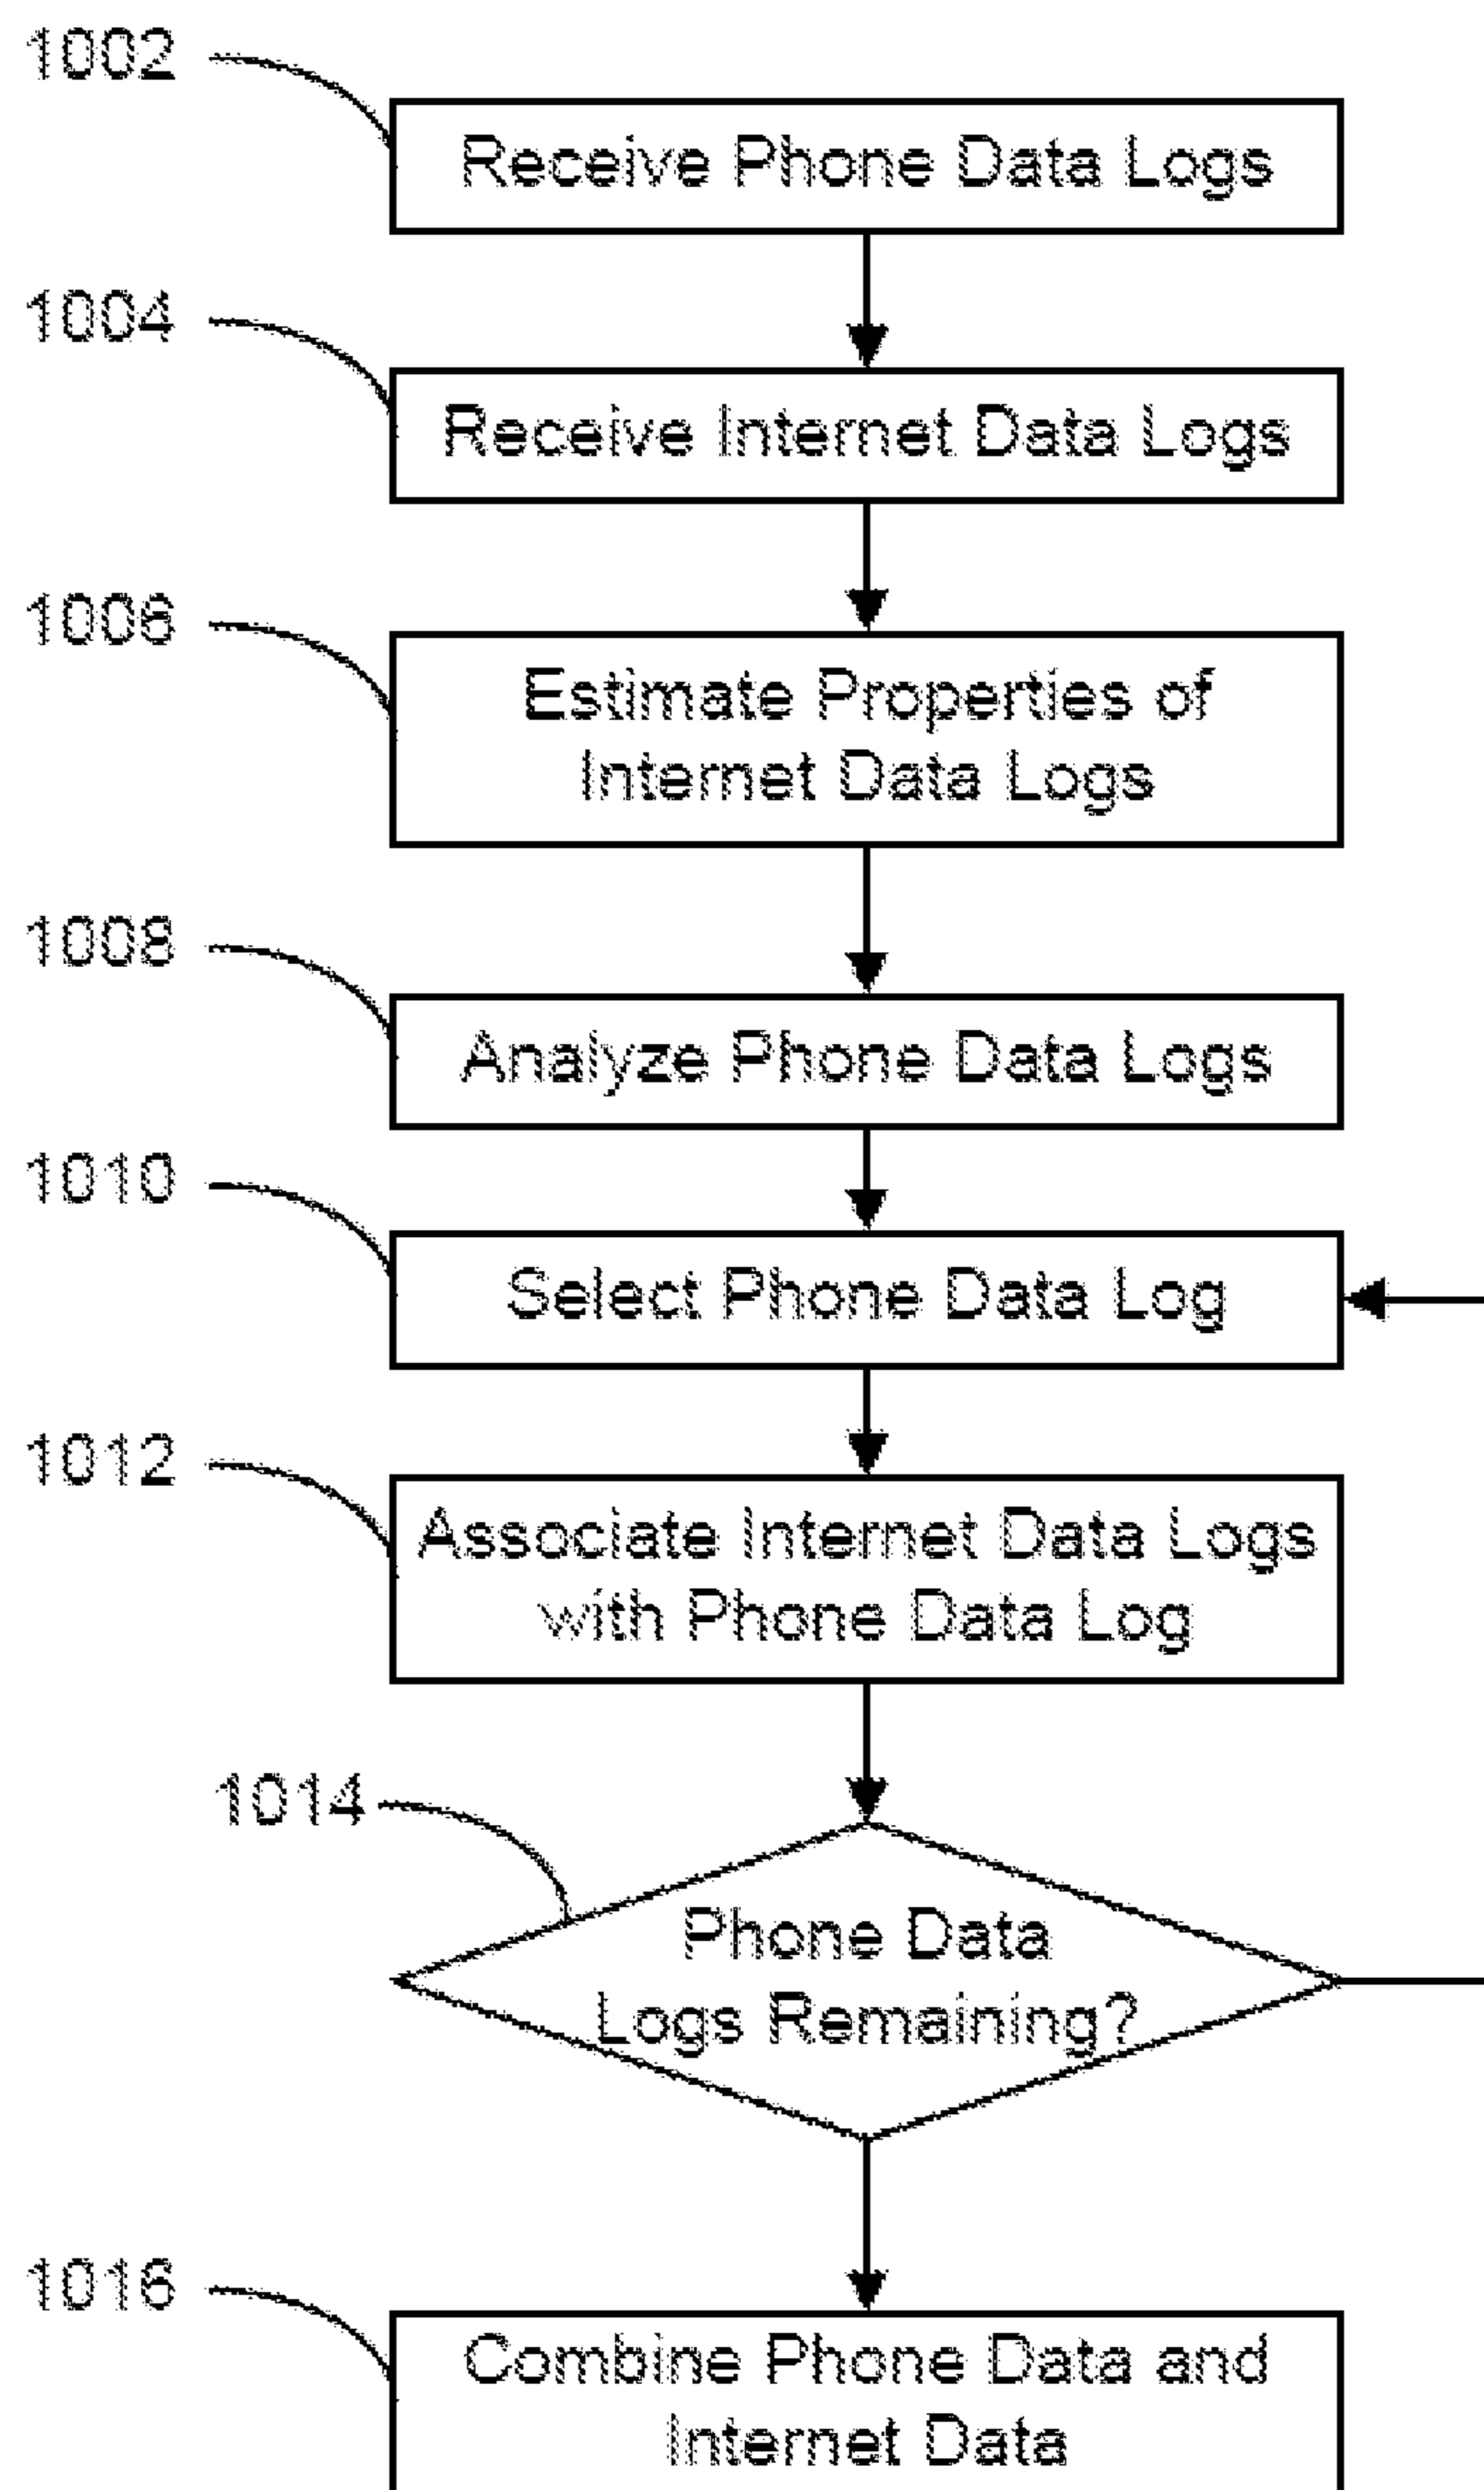 1002
Receive Phone Data Logs
1004
Receive Internet Data Logs
1006
Estimate Properties of
Internet Data Logs
1008
Analyze Phone Data Logs
1010
Select Phone Data Log
1012
Associate Internet Data Logs
with Phone Data Log
1014
Phone Data
Logs Remaining?
1016
Combine Phone Data and
Internet Data